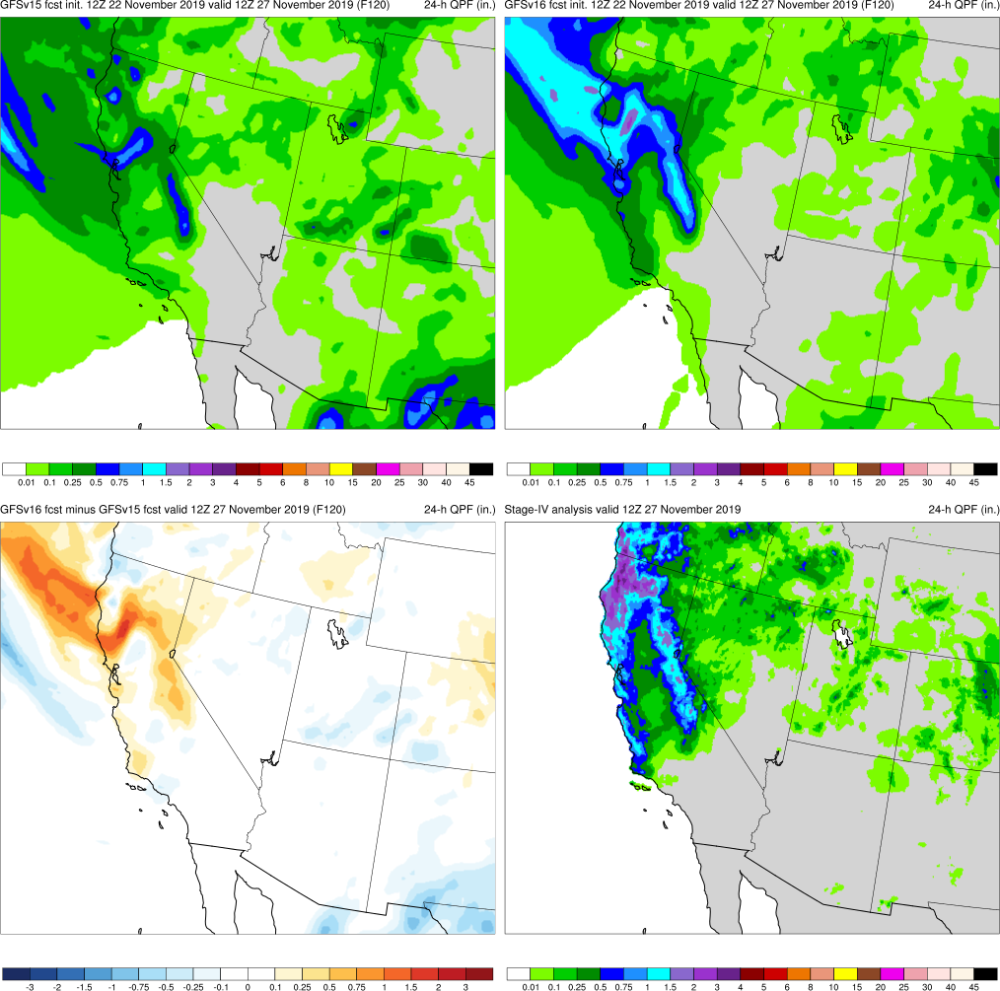 GFSv15 fcst init. 12Z 22 November 2019 valid 12Z 27 November 2019 (F120) 24-h QPF (in.)
GFSv16 fcst init. 12Z 22 November 2019 valid 12Z 27 November 2019 (F120) 24-h QPF (in.)
0.01 0.1 0.25 0.5 0.75 1 1.5 2 3 4 5 6 8 10 15 20 25 30 40 45
0.01 0.1 0.25 0.5 0.75 1 1.5 2 3 4 5 6 8 10 15 20 25 30 40 45
GFSv16 fcst minus GFSv15 fcst valid 12Z 27 November 2019 (F120) 24-h QPF (in.)
Stage-IV analysis valid 12Z 27 November 2019 24-h QPF (in.)
-3 -2 -1.5 -1 -0.75 -0.5 -0.25 -0.1 0 0.1 0.25 0.5 0.75 1 1.5 2 3
0.01 0.1 0.25 0.5 0.75 1 1.5 2 3 4 5 6 8 10 15 20 25 30 40 45